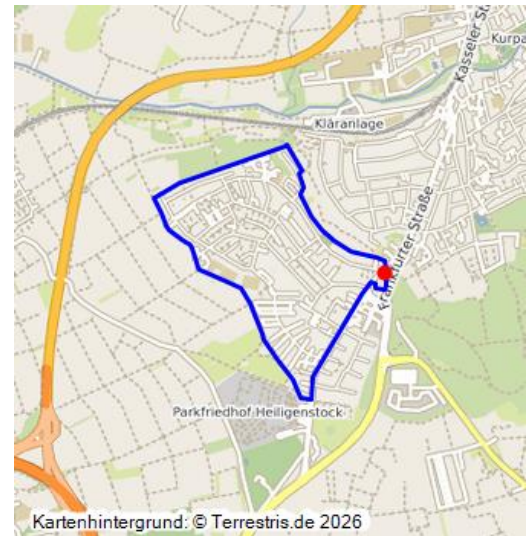 Kasseler St
Kurpa
Kläranlage
Frankfurter Straße
Parkfriedhof Heiligenstock
Kartenhintergrund: © Terrestris.de 2026